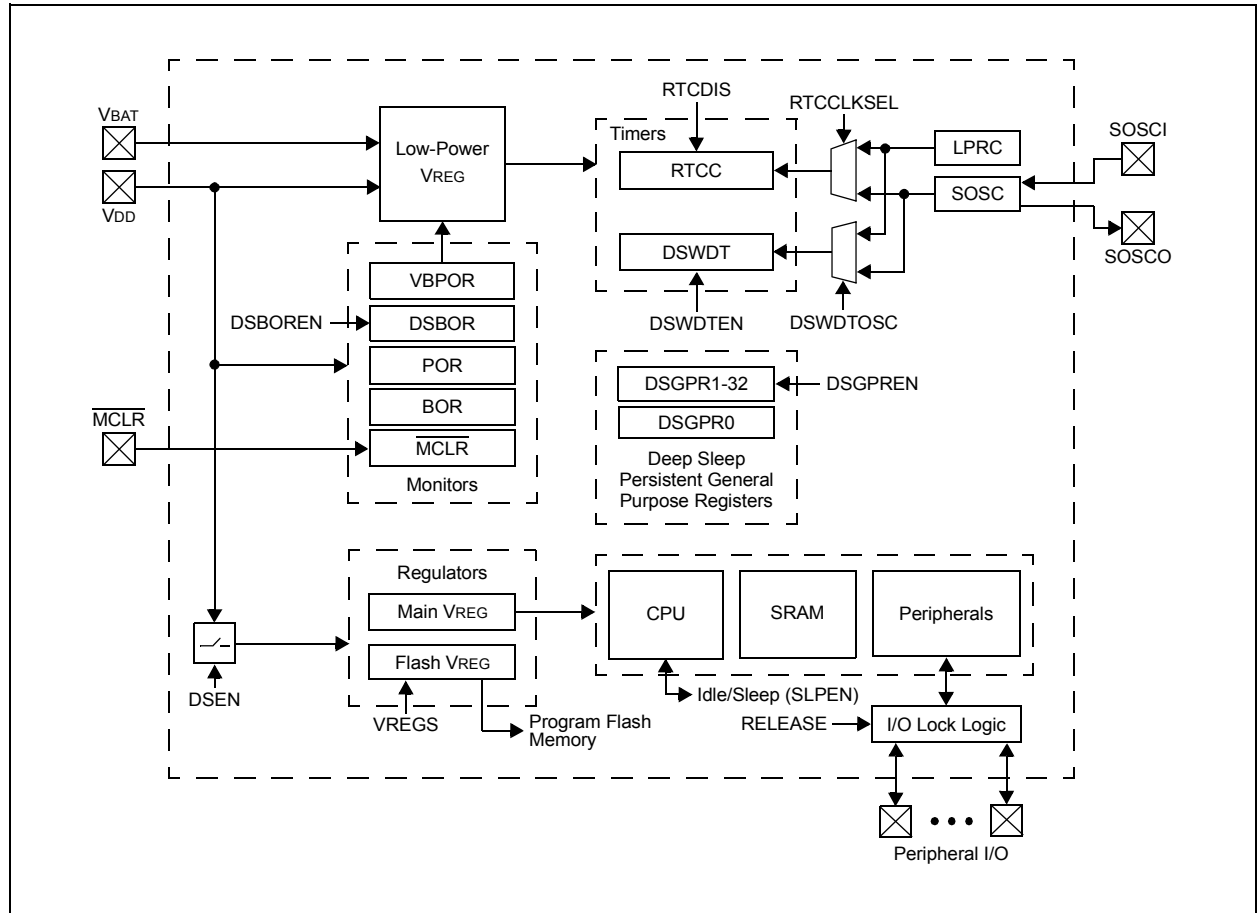 VBAT
VDD
MCLR
Low-Power
VREG
DSBOREN
VBPOR
DSBOR
POR
BOR
MCLR
Monitors
RTCDIS
Timers
RTCC
DSWDT
DSWDTEN
RTCCLKSEL
DSWDTOSC
LPRC
SOSC
SOSCI
SOSCO
DSGPR1-32
DSGPREN
DSGPR0
Deep Sleep
Persistent General
Purpose Registers
DSEN
Regulators
Main VREG
Flash VREG
VREGS
Program Flash
Memory
CPU
SRAM
Peripherals
Idle/Sleep (SLPEN)
RELEASE
I/O Lock Logic
Peripheral I/O